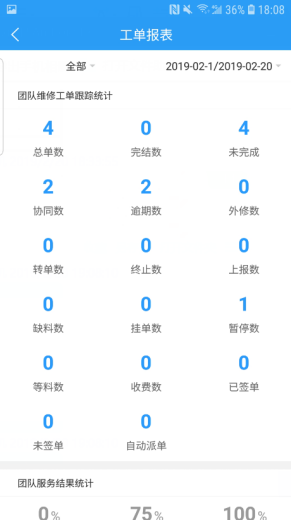 36% 18:08
工单报表
全部 2019-02-1/2019-02-20
团队维修工单跟踪统计
4 0 4
总单数 完结数 未完成
2 2 0
协同数 逾期数 外修数
0 0 0
转单数 终止数 上报数
0 0 1
缺料数 挂单数 暂停数
0 0 0
等料数 收费数 已签单
0 0
未签单 自动派单
团队服务结果统计
0% 75% 100%